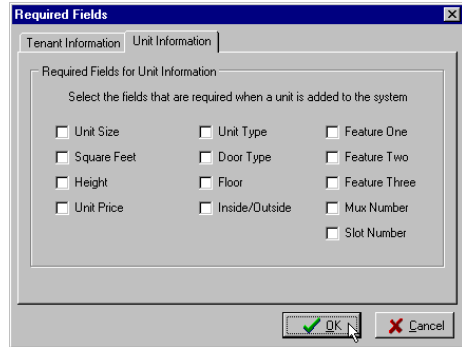 Required Fields
Tenant Information Unit Information
Required Fields for Unit Information
Select the fields that are required when a unit is added to the system
Unit Size Unit Type Feature One
Square Feet Door Type Feature Two
Height Floor Feature Three
Unit Price Inside/Outside Mux Number
Slot Number
OK Cancel